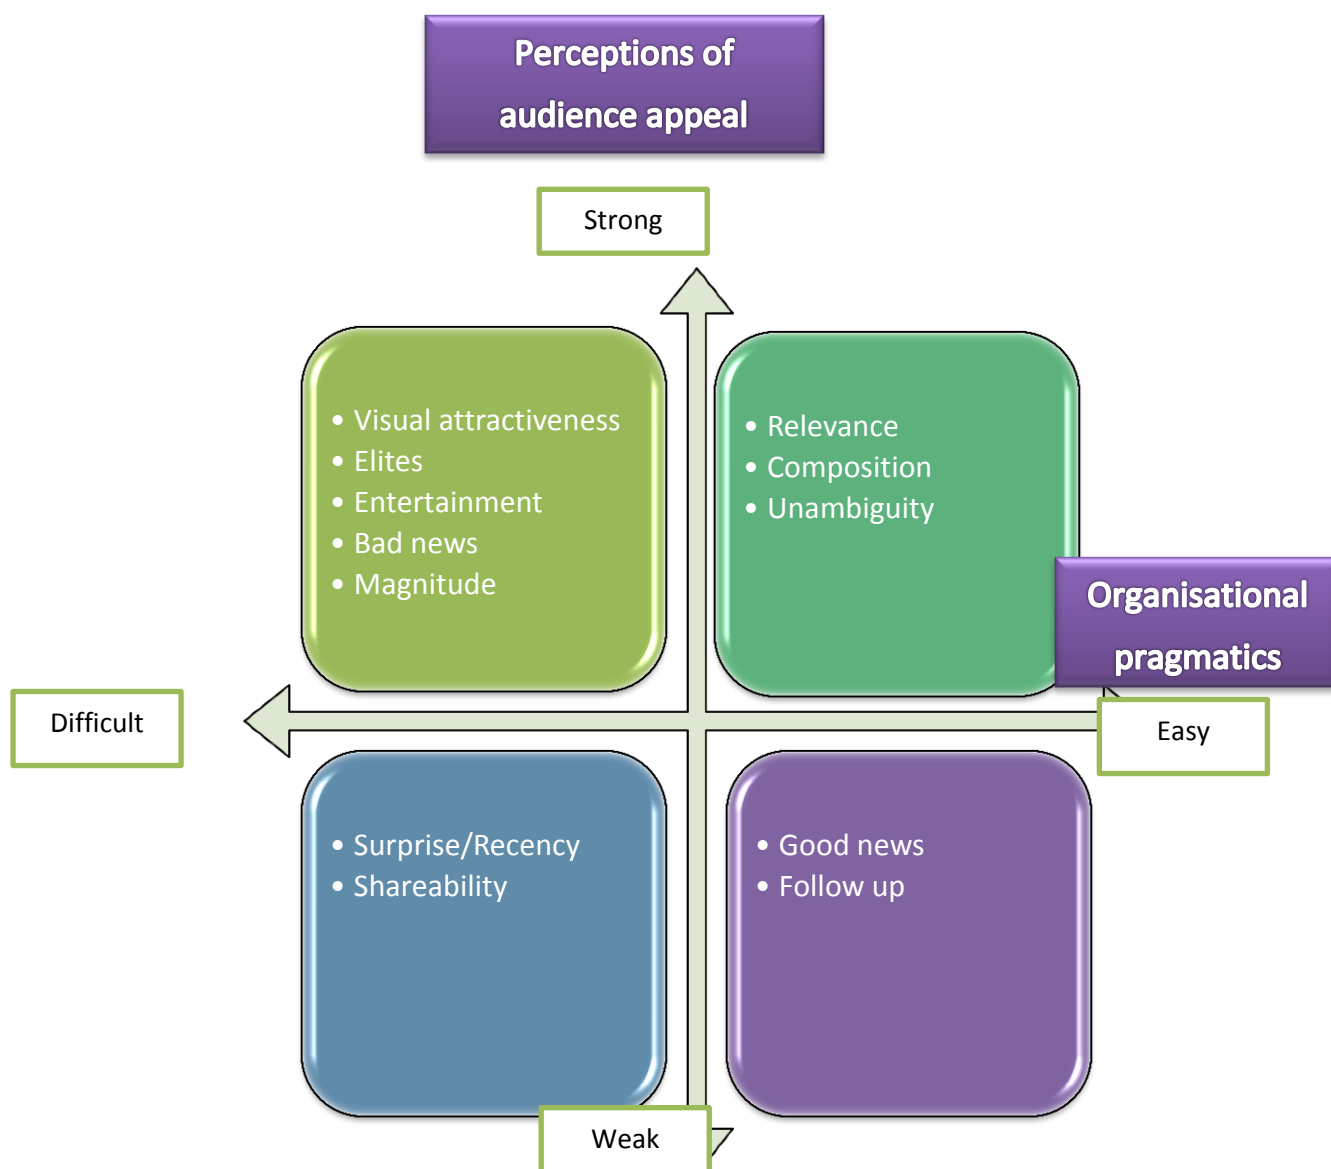 Perceptions of
audience appeal
Strong
• Visual attractiveness
• Elites
• Entertainment
• Bad news
• Magnitude
• Relevance
• Composition
• Unambiguity
Organisational
pragmatics
Difficult
Easy
• Surprise/Recency
• Shareability
• Good news
• Follow up
Weak